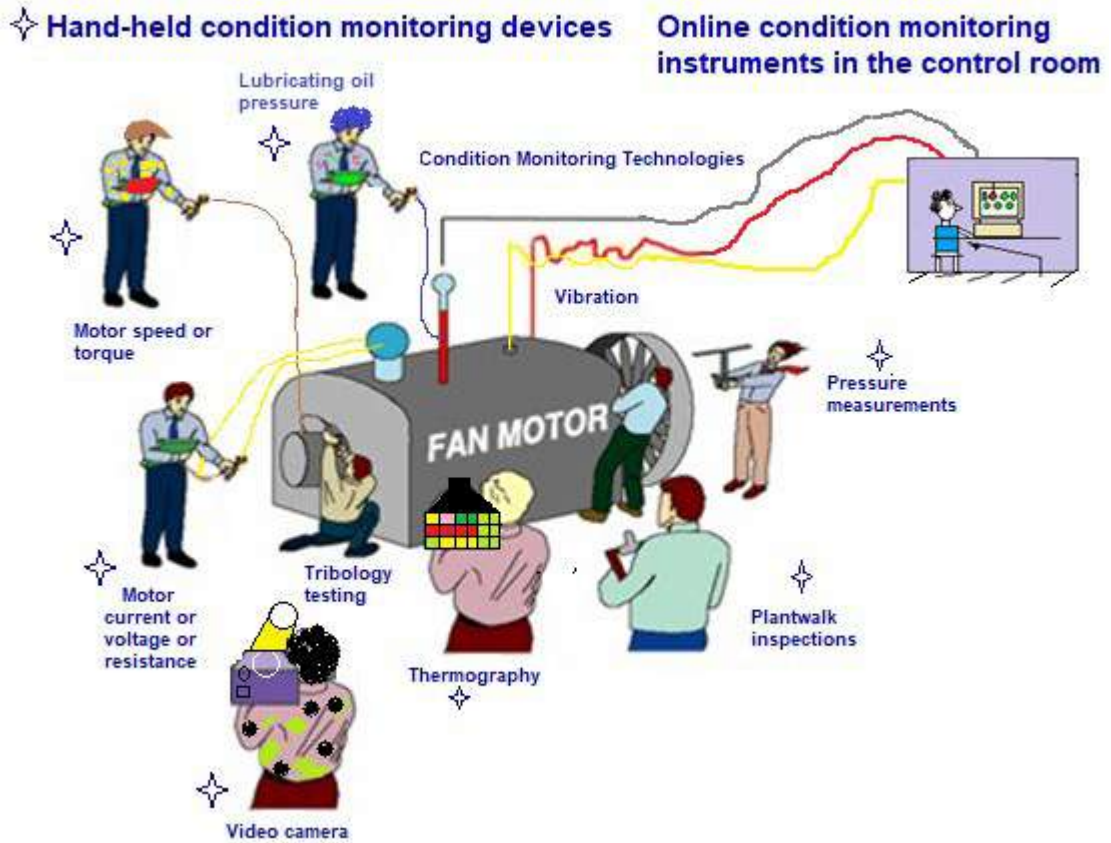 Hand-held condition monitoring devices
Online condition monitoring
instruments in the control room
Lubricating oil
pressure
Condition Monitoring Technologies
Vibration
Motor speed or
torque
Pressure
measurements
FAN MOTOR
Tribology
testing
Motor
current or
voltage or
resistance
Plantwalk
inspections
Thermography
Video camera